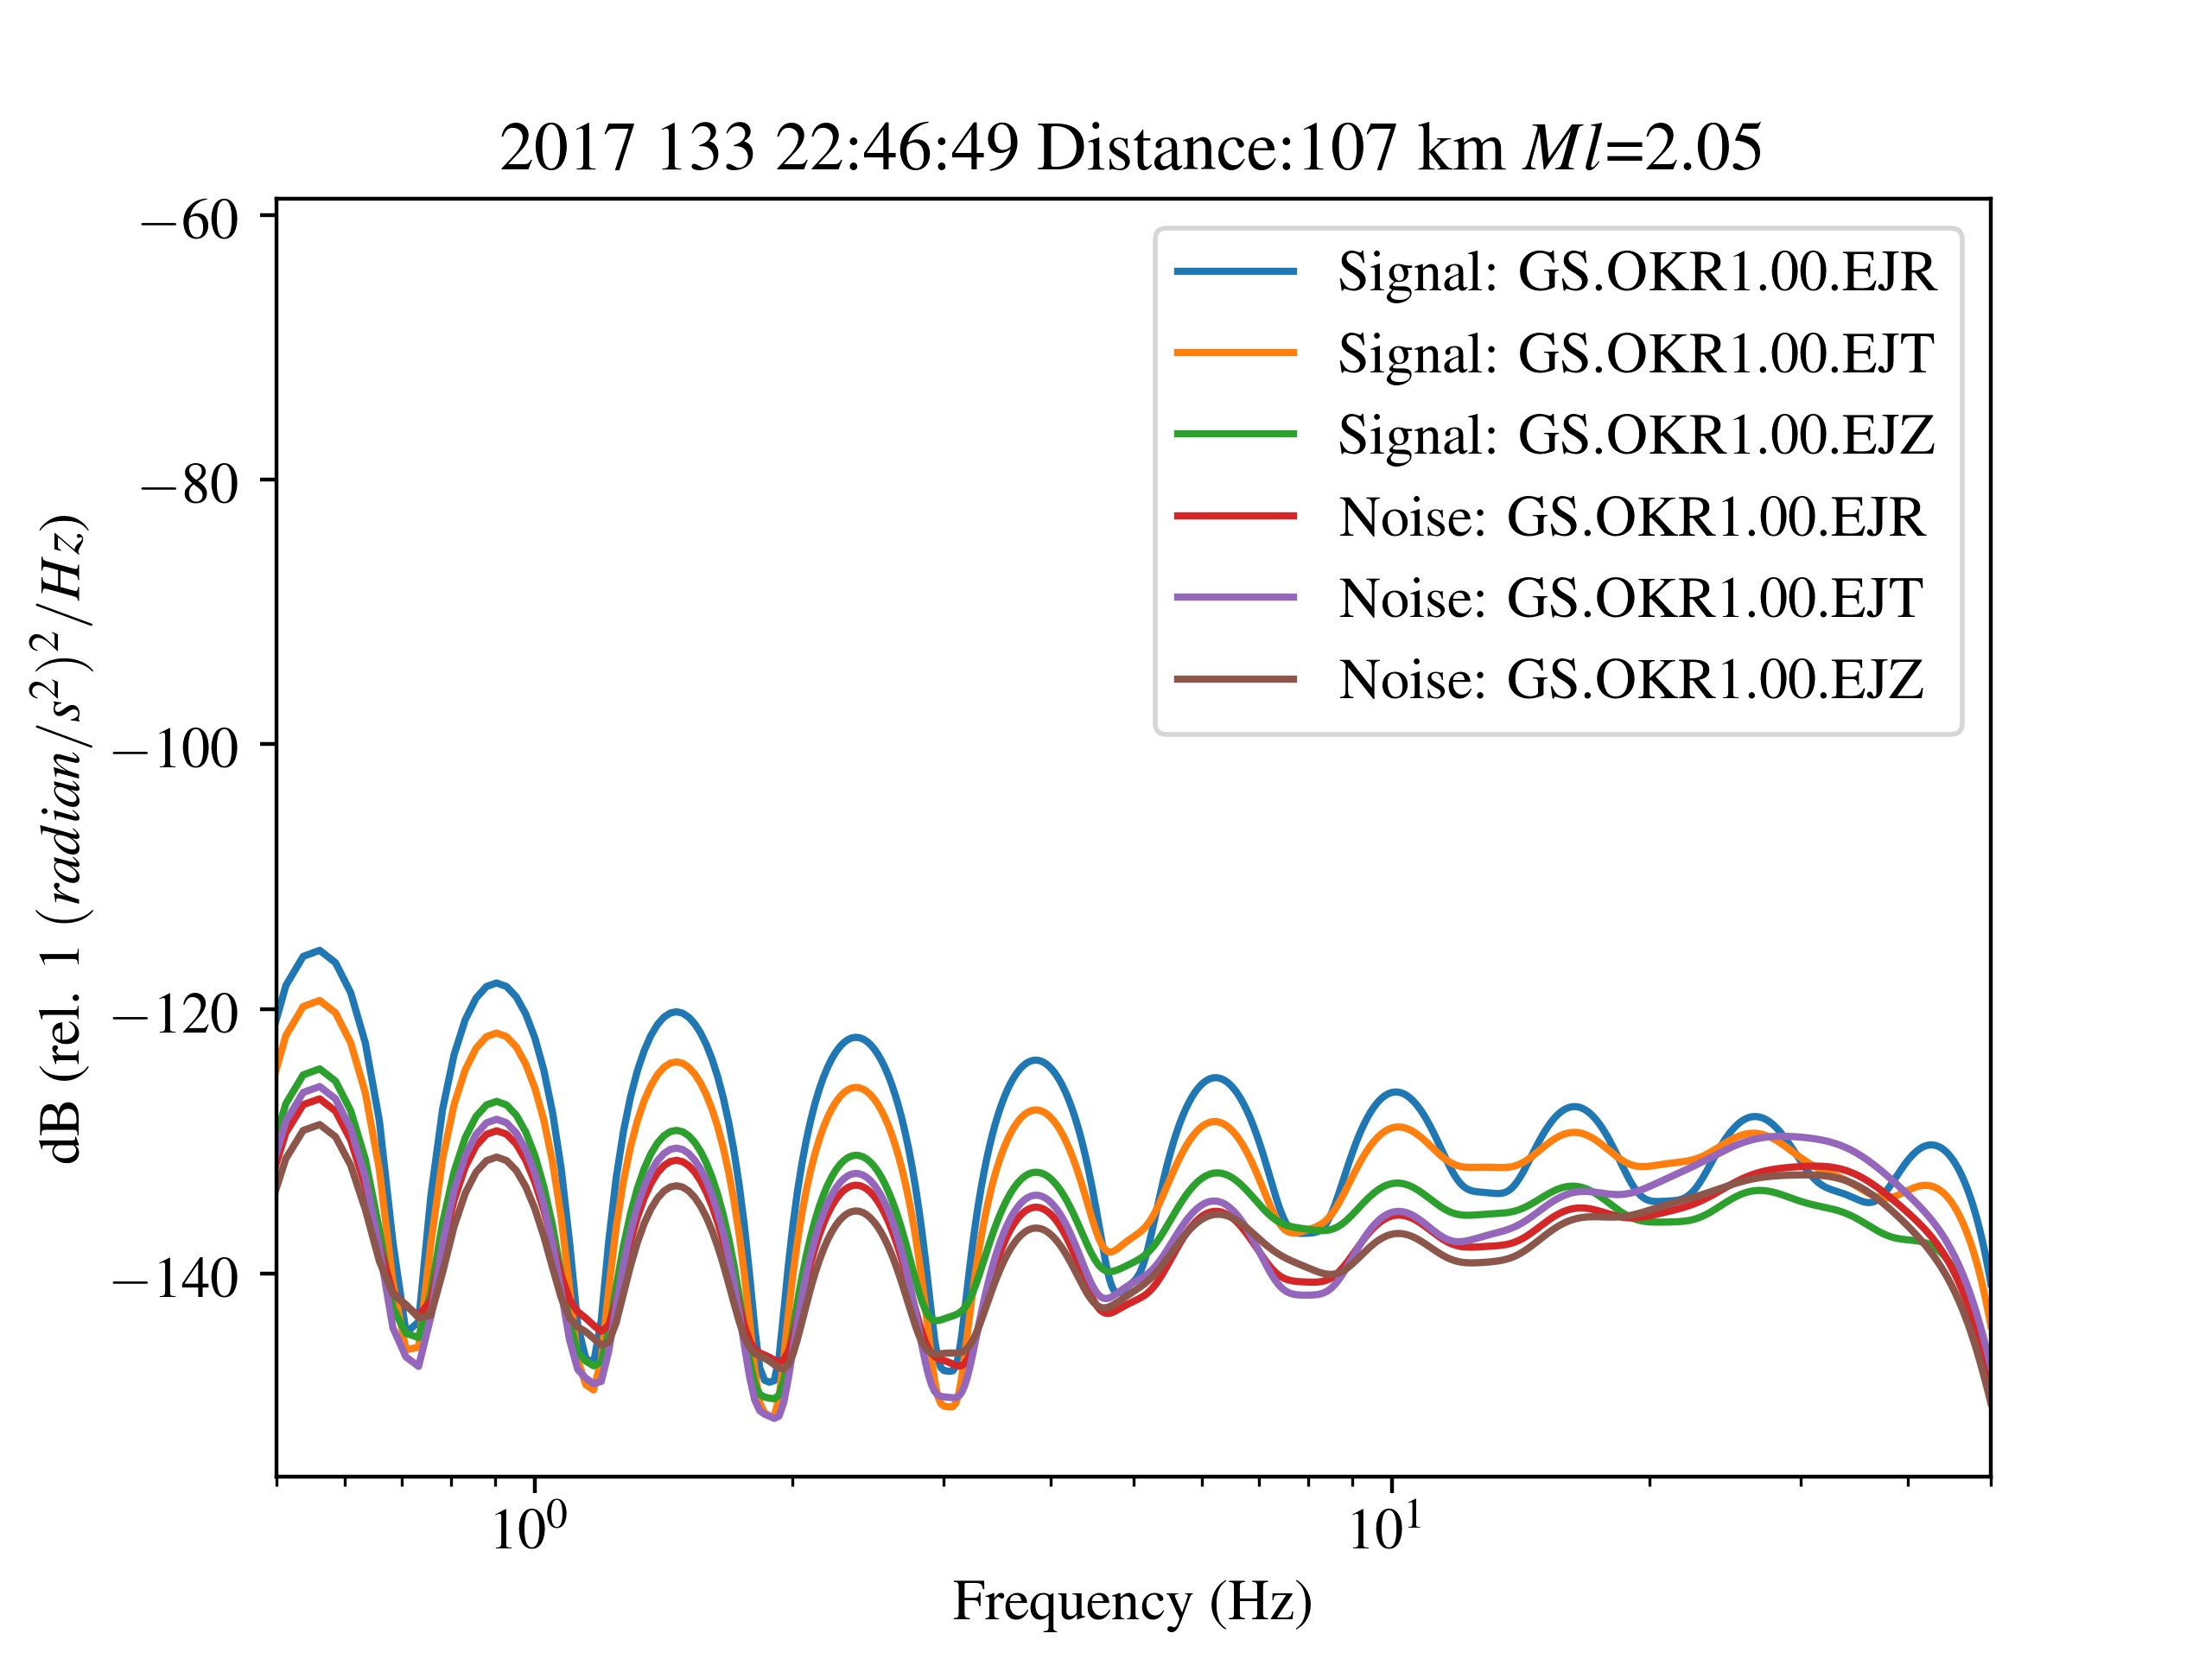 2017 133 22:46:49 Distance:107 km Ml=2.05
−60
−80
−100
−120
−140
dB (rel. 1 (radian/s²)²/Hz)
Signal: GS.OKR1.00.EJR
Signal: GS.OKR1.00.EJT
Signal: GS.OKR1.00.EJZ
Noise: GS.OKR1.00.EJR
Noise: GS.OKR1.00.EJT
Noise: GS.OKR1.00.EJZ
10⁰ 10¹
Frequency (Hz)